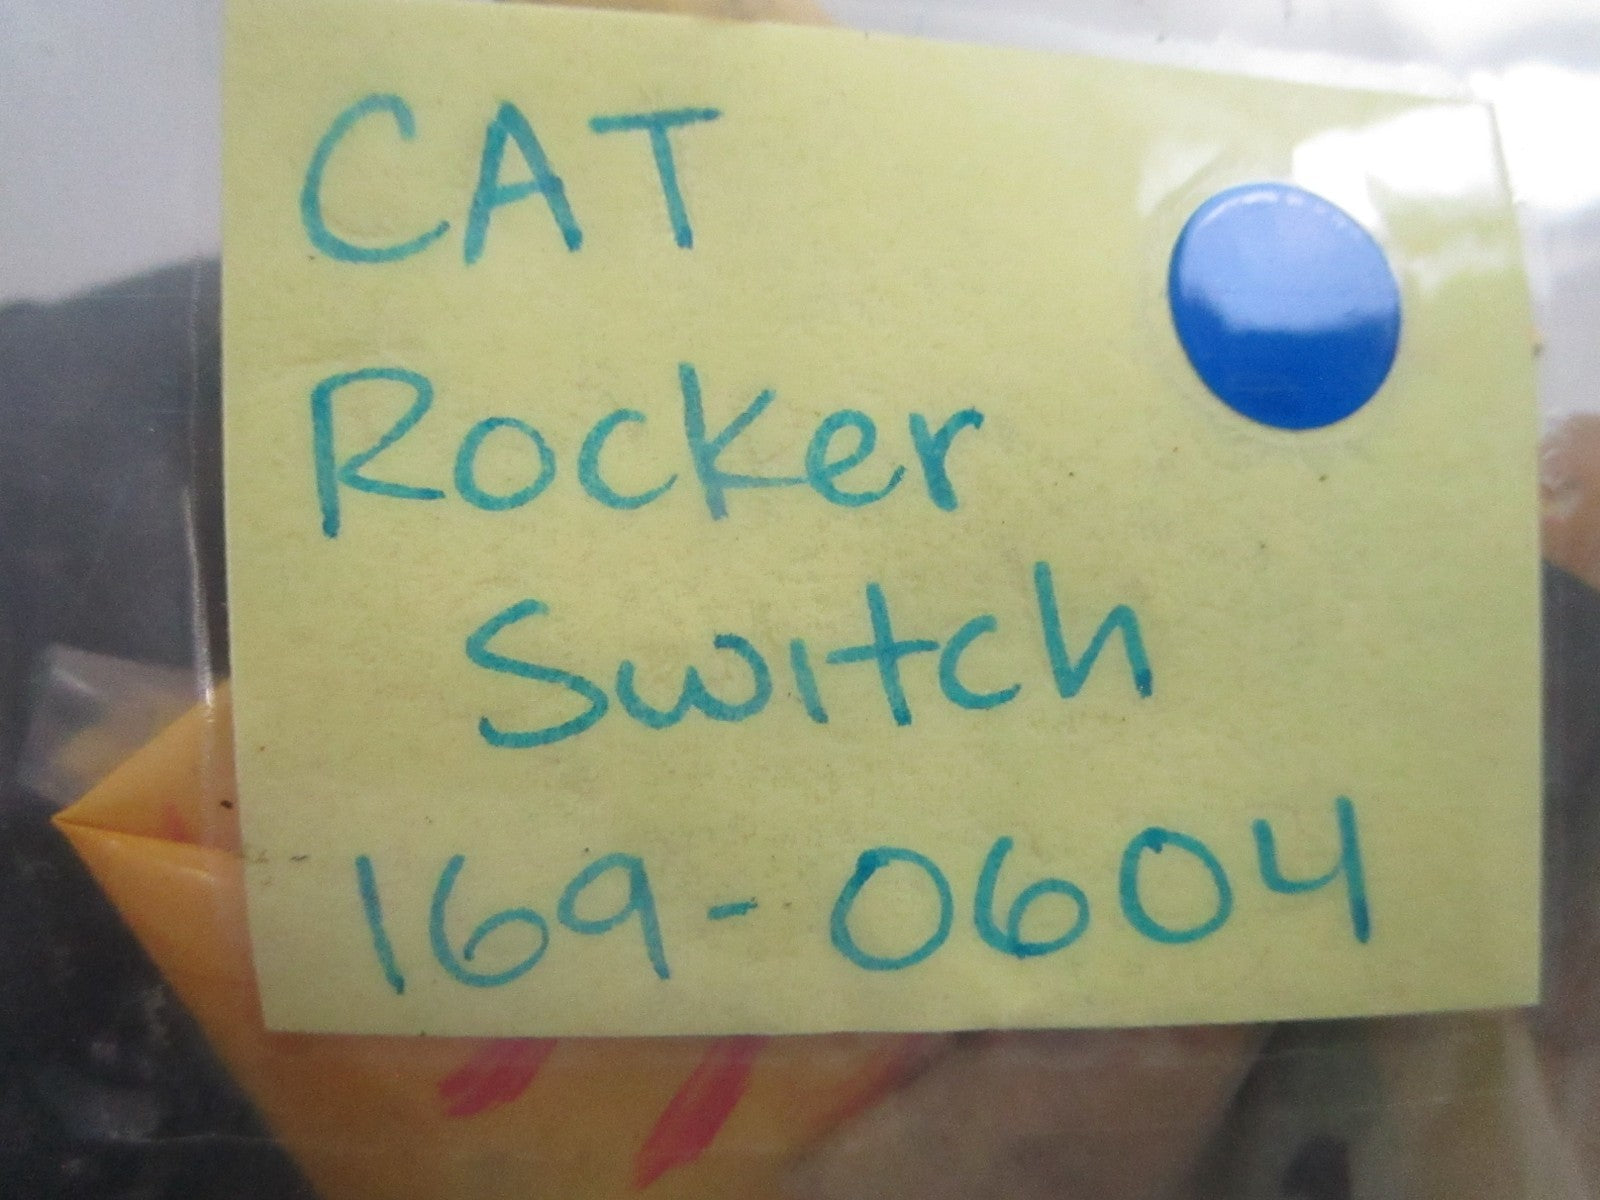 CAT
Rocker
Switch
169-0604